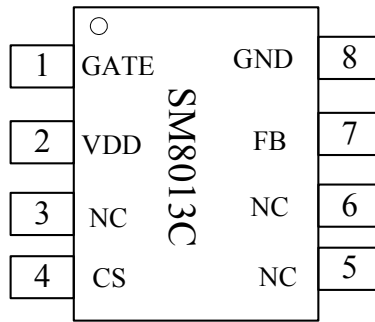 1 GATE GND 8
2 VDD FB 7
3 NC NC 6
4 CS NC 5
SM8013C